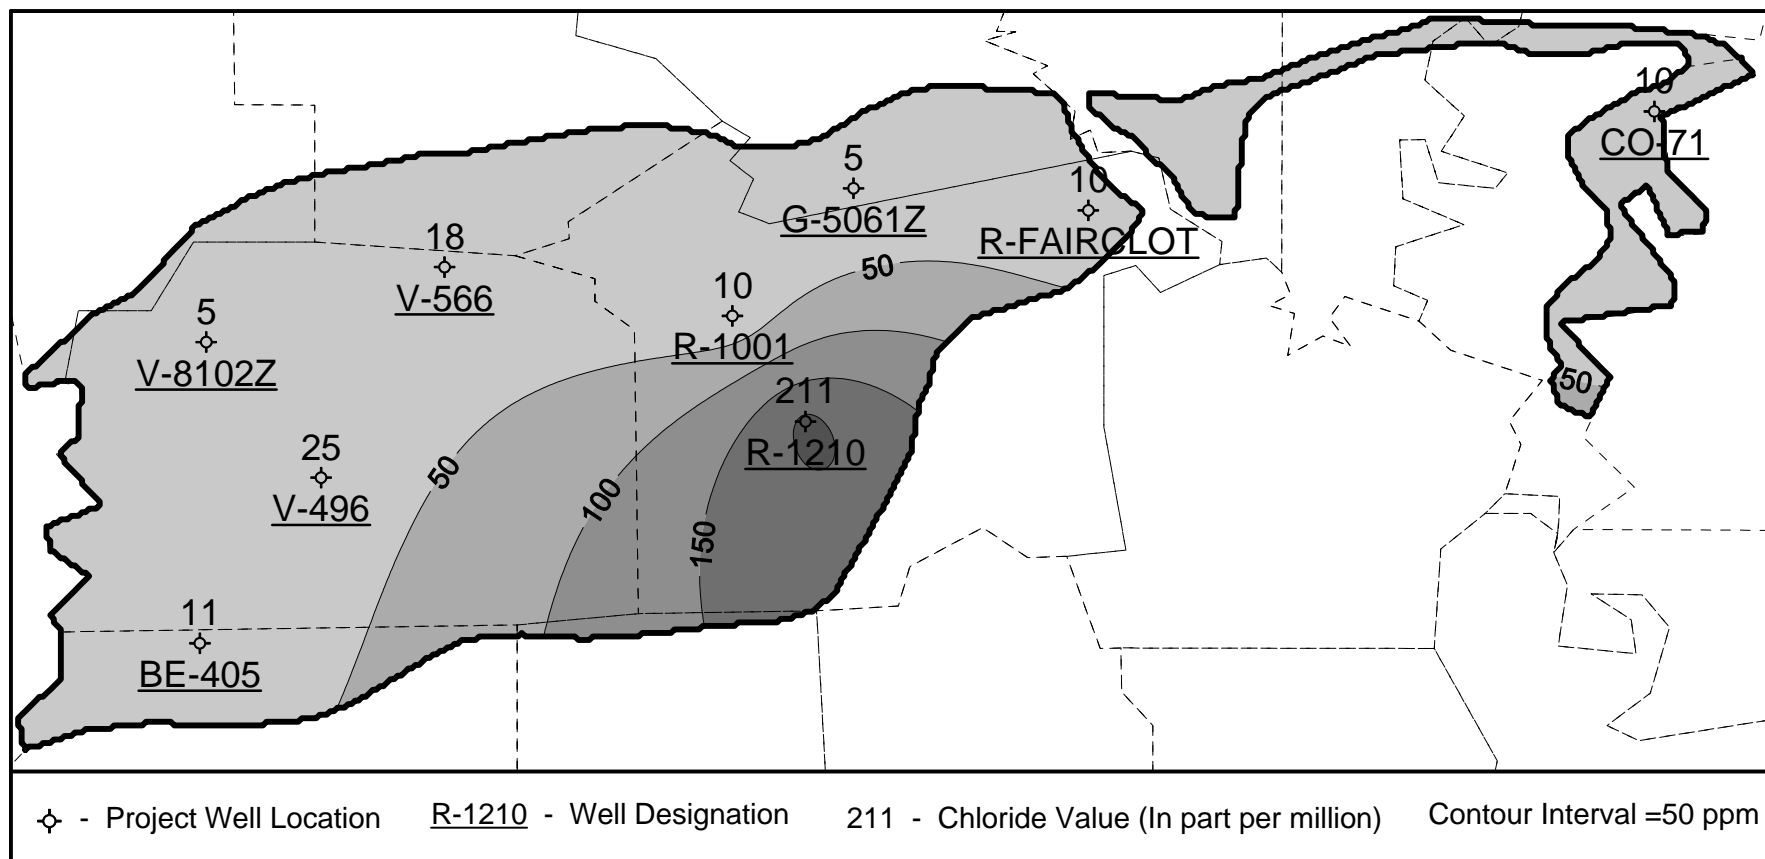 10
CO-71
5
G-5061Z
10
R-FAIRCLOT
18
V-566
50
10
R-1001
5
V-8102Z
211
R-1210
50
25
V-496
50
100
150
11
BE-405
- Project Well Location R-1210 - Well Designation 211 - Chloride Value (In part per million) Contour Interval =50 ppm